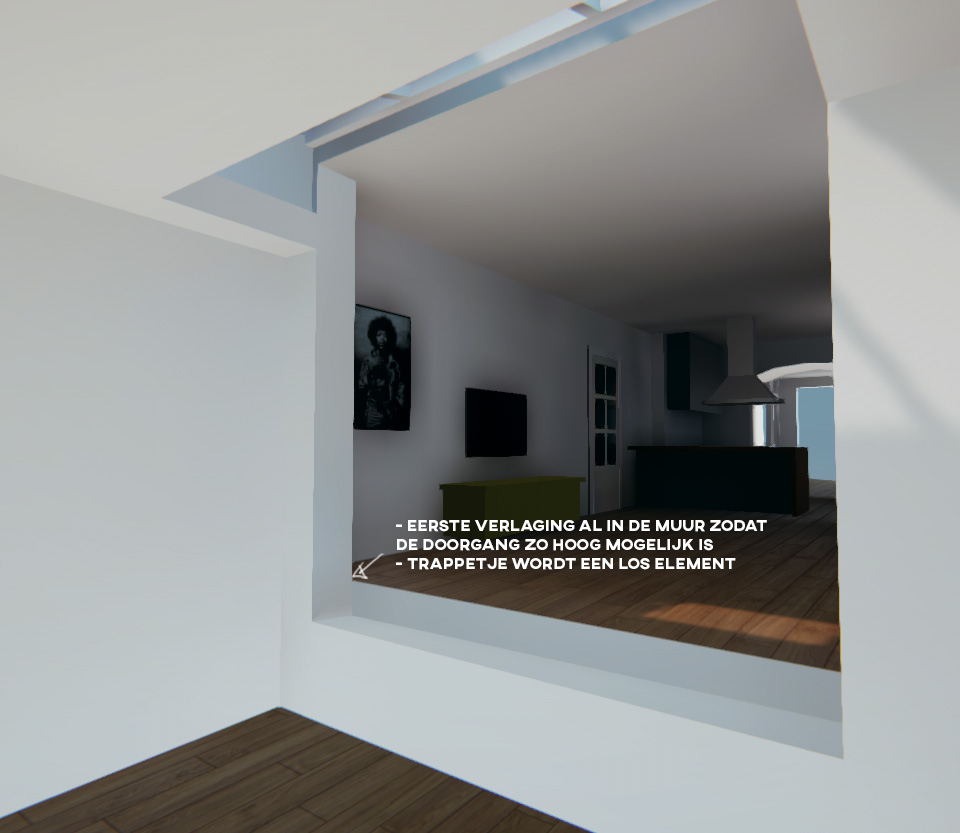 - EERSTE VERLAGING AL IN DE MUUR ZODAT
DE DOORGANG ZO HOOG MOGELIJK IS
- TRAPPETJE WORDT EEN LOS ELEMENT